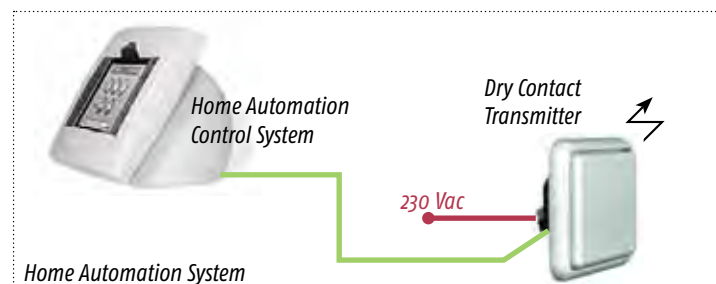 Home Automation
Control System
Dry Contact
Transmitter
230 Vac
Home Automation System